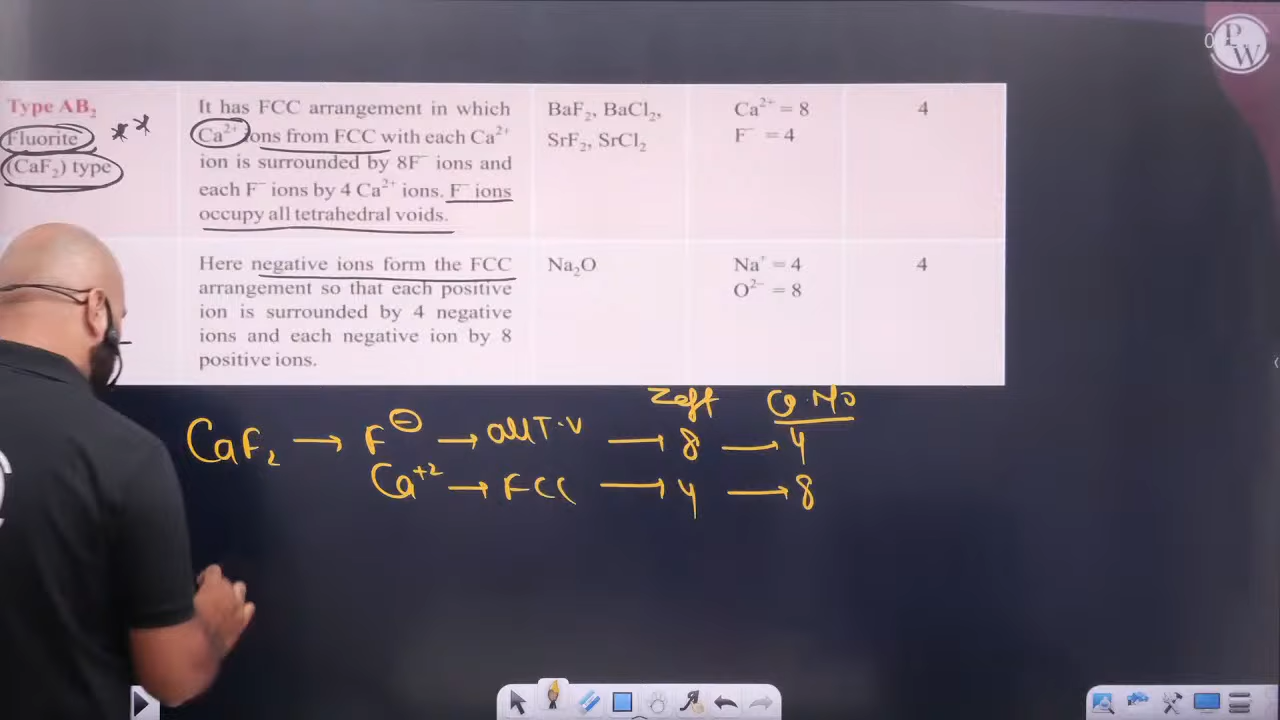 P
W
Type AB₂
Fluorite **
(CaF₂) type
It has FCC arrangement in which
Ca²⁺ ions from FCC with each Ca²⁺
ion is surrounded by 8F⁻ ions and
each F⁻ ions by 4 Ca²⁺ ions. F⁻ ions
occupy all tetrahedral voids.
BaF₂, BaCl₂,
SrF₂, SrCl₂
Ca²⁺ = 8
F⁻ = 4
4
Here negative ions form the FCC
arrangement so that each positive
ion is surrounded by 4 negative
ions and each negative ion by 8
positive ions.
Na₂O
Na⁺ = 4
O²⁻ = 8
4
Zeff
CaF₂ → F⊖ → all T.V → 8 → 4
Ca⁺² → FCC → 4 → 8